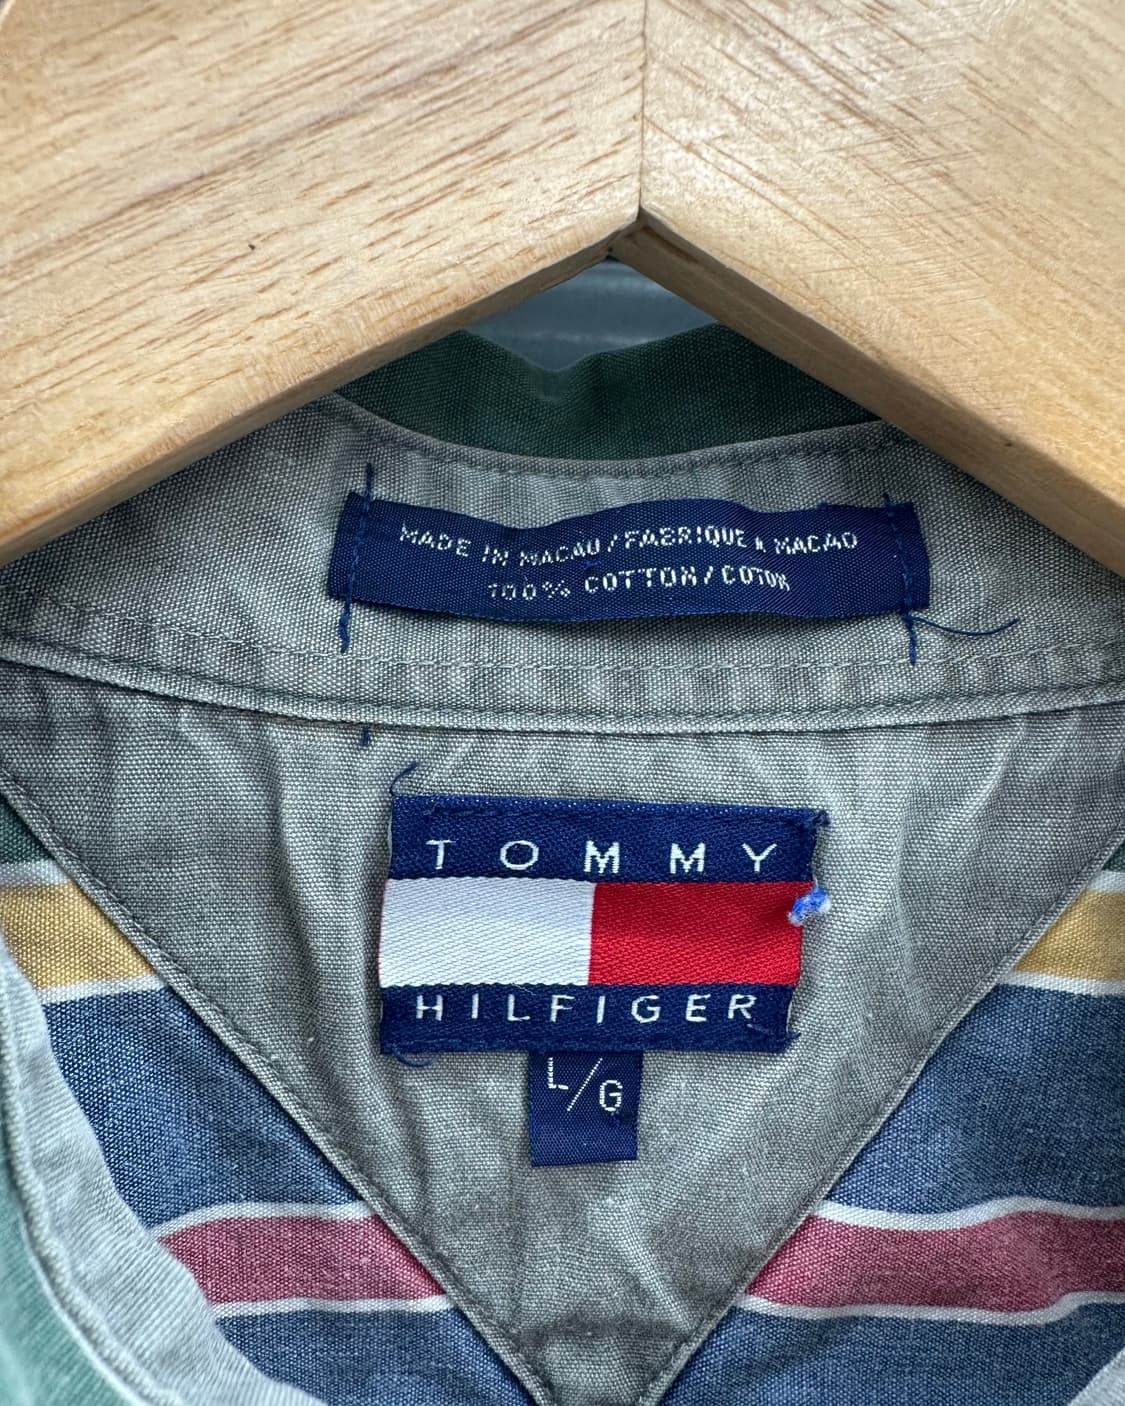 MADE IN MACAU / FABRIQUE A MACAO
100% COTTON / COTON
TOMMY
HILFIGER
L/G